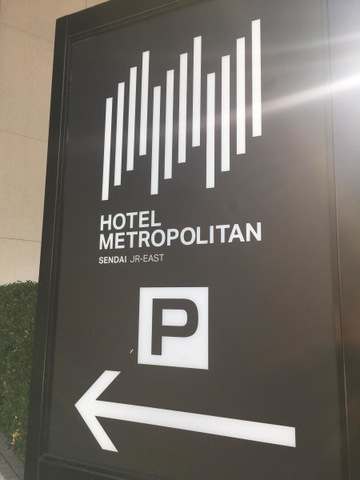 HOTEL
METROPOLITAN
SENDAI JR-EAST
P